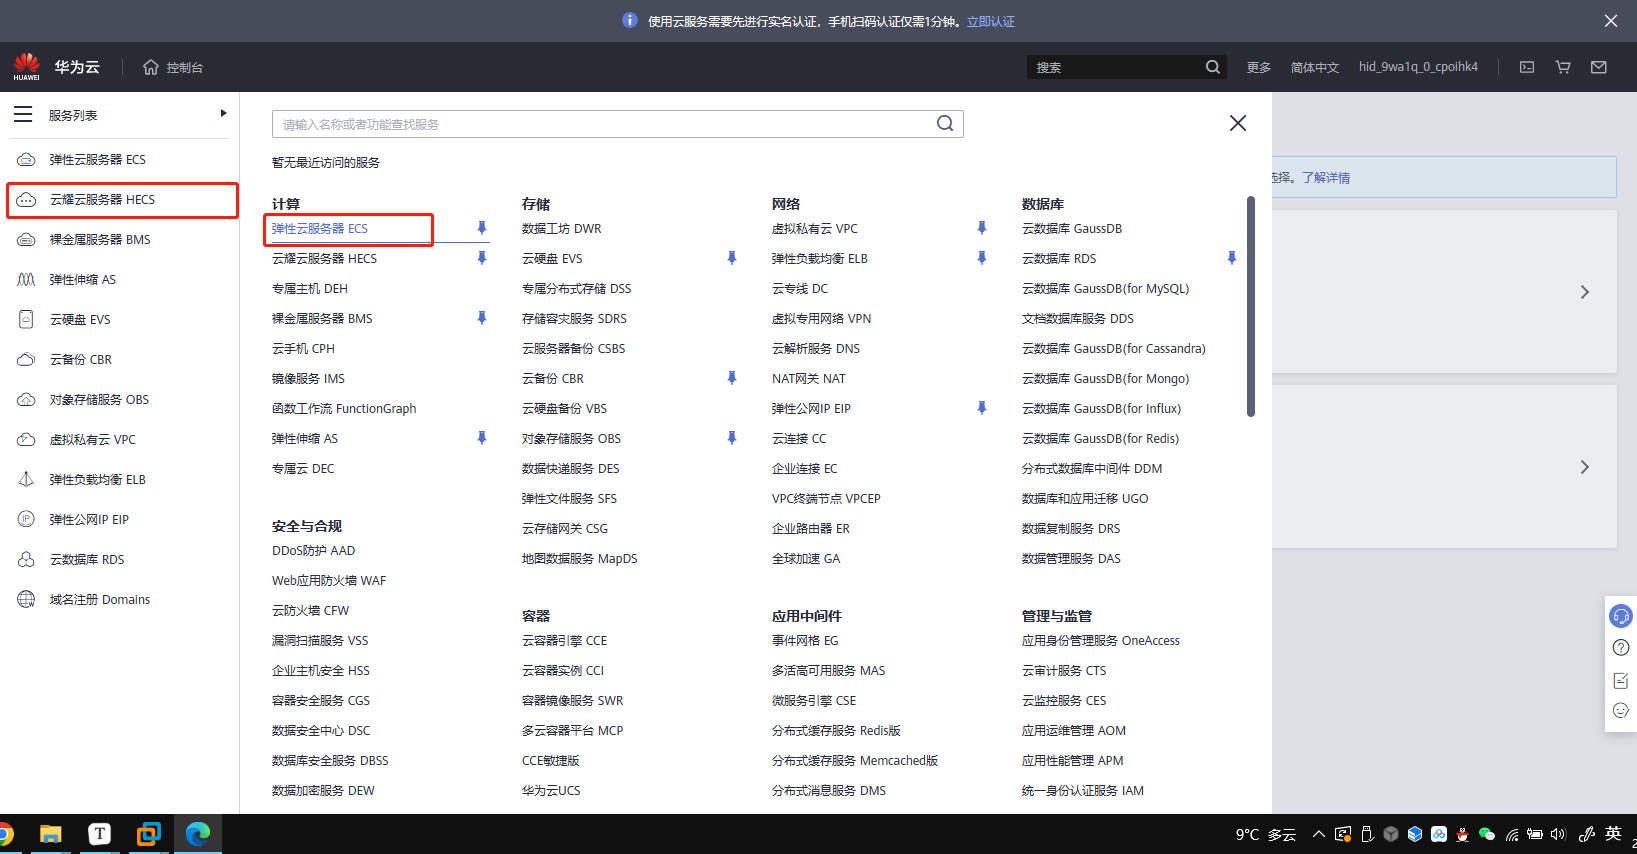 使用云服务需要先进行实名认证，手机扫码认证仅需1分钟。立即认证
HUAWEI
华为云
控制台
搜索
更多
简体中文
hid_9wa1q_0_cpoihk4
服务列表
弹性云服务器 ECS
云耀云服务器 HECS
裸金属服务器 BMS
弹性伸缩 AS
云硬盘 EVS
云备份 CBR
对象存储服务 OBS
虚拟私有云 VPC
弹性负载均衡 ELB
弹性公网IP EIP
云数据库 RDS
域名注册 Domains
请输入名称或者功能查找服务
暂无最近访问的服务
计算
弹性云服务器 ECS
云耀云服务器 HECS
专属主机 DEH
裸金属服务器 BMS
云手机 CPH
镜像服务 IMS
函数工作流 FunctionGraph
弹性伸缩 AS
专属云 DEC
安全与合规
DDoS防护 AAD
Web应用防火墙 WAF
云防火墙 CFW
漏洞扫描服务 VSS
企业主机安全 HSS
容器安全服务 CGS
数据安全中心 DSC
数据库安全服务 DBSS
数据加密服务 DEW
存储
数据工坊 DWR
云硬盘 EVS
专属分布式存储 DSS
存储容灾服务 SDRS
云服务器备份 CSBS
云备份 CBR
云硬盘备份 VBS
对象存储服务 OBS
数据快递服务 DES
弹性文件服务 SFS
云存储网关 CSG
地图数据服务 MapDS
容器
云容器引擎 CCE
云容器实例 CCI
容器镜像服务 SWR
多云容器平台 MCP
CCE敏捷版
华为云UCS
网络
虚拟私有云 VPC
弹性负载均衡 ELB
云专线 DC
虚拟专用网络 VPN
云解析服务 DNS
NAT网关 NAT
弹性公网IP EIP
云连接 CC
企业连接 EC
VPC终端节点 VPCEP
企业路由器 ER
全球加速 GA
应用中间件
事件网格 EG
多活高可用服务 MAS
微服务引擎 CSE
分布式缓存服务 Redis版
分布式缓存服务 Memcached版
分布式消息服务 DMS
数据库
云数据库 GaussDB
云数据库 RDS
云数据库 GaussDB(for MySQL)
文档数据库服务 DDS
云数据库 GaussDB(for Cassandra)
云数据库 GaussDB(for Mongo)
云数据库 GaussDB(for Influx)
云数据库 GaussDB(for Redis)
分布式数据库中间件 DDM
数据库和应用迁移 UGO
数据复制服务 DRS
数据管理服务 DAS
管理与监管
应用身份管理服务 OneAccess
云审计服务 CTS
云监控服务 CES
应用运维管理 AOM
应用性能管理 APM
统一身份认证服务 IAM
选择。了解详情
9°C 多云
英